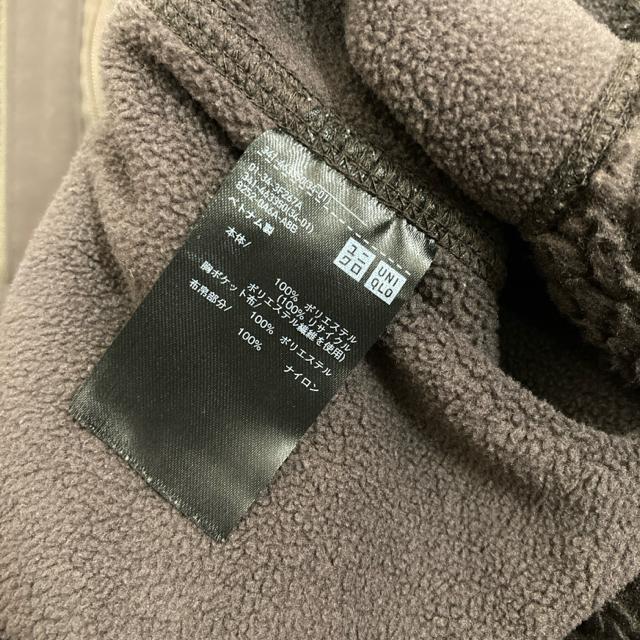 ユニ
クロ
UNI
QLO
ベトナム製
本体/
100% ポリエステル
(100%リサイクル
ポリエステル繊維を使用)
胸ポケット布/
100% ポリエステル
布帛部分/
100% ナイロン